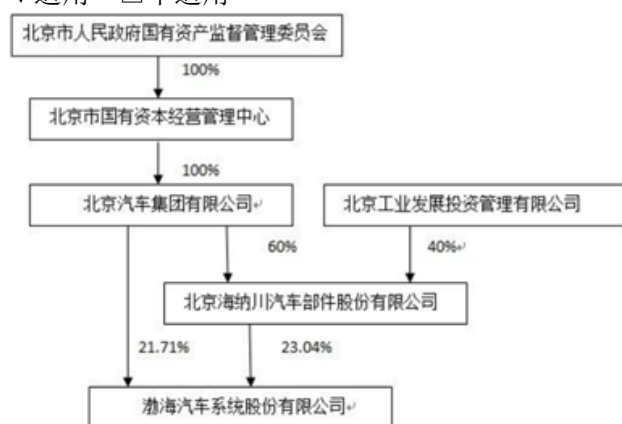 北京市人民政府国有资产监督管理委员会
100%
北京市国有资本经营管理中心
100%
北京汽车集团有限公司
北京工业发展投资管理有限公司
60%
40%
北京海纳川汽车部件股份有限公司
21.71%
23.04%
渤海汽车系统股份有限公司